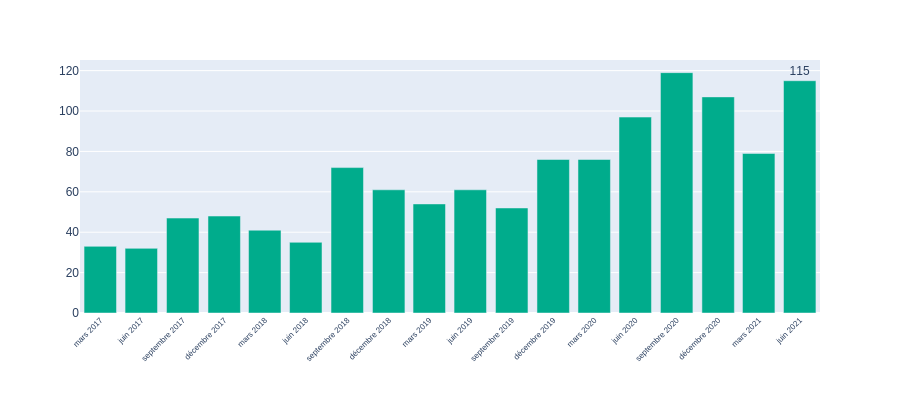 120
115
100
80
60
40
20
0
mars 2017
juin 2017
septembre 2017
décembre 2017
mars 2018
juin 2018
septembre 2018
décembre 2018
mars 2019
juin 2019
septembre 2019
décembre 2019
mars 2020
juin 2020
septembre 2020
décembre 2020
mars 2021
juin 2021